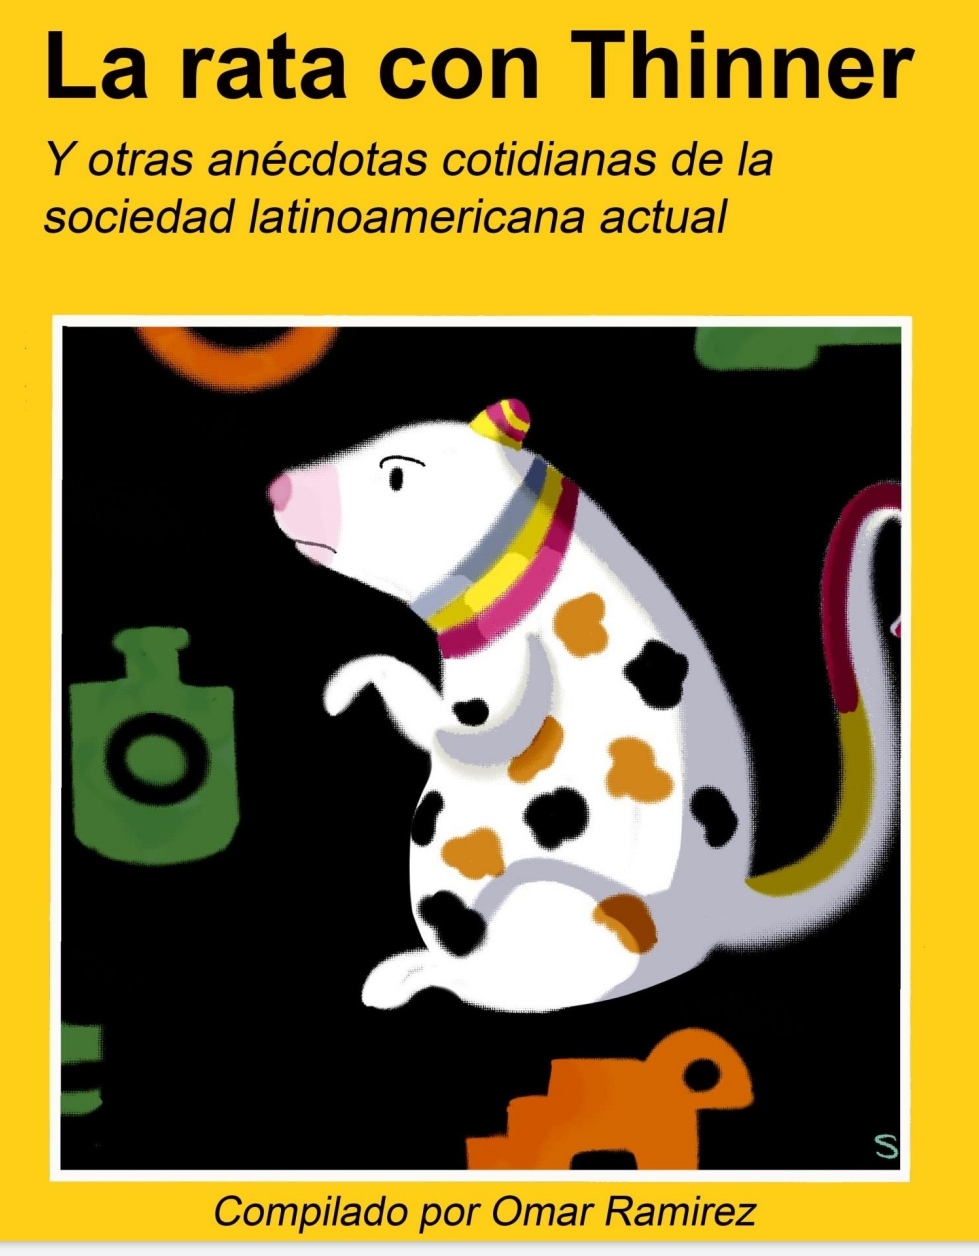 La rata con Thinner
Y otras anécdotas cotidianas de la
sociedad latinoamericana actual
S
Compilado por Omar Ramirez